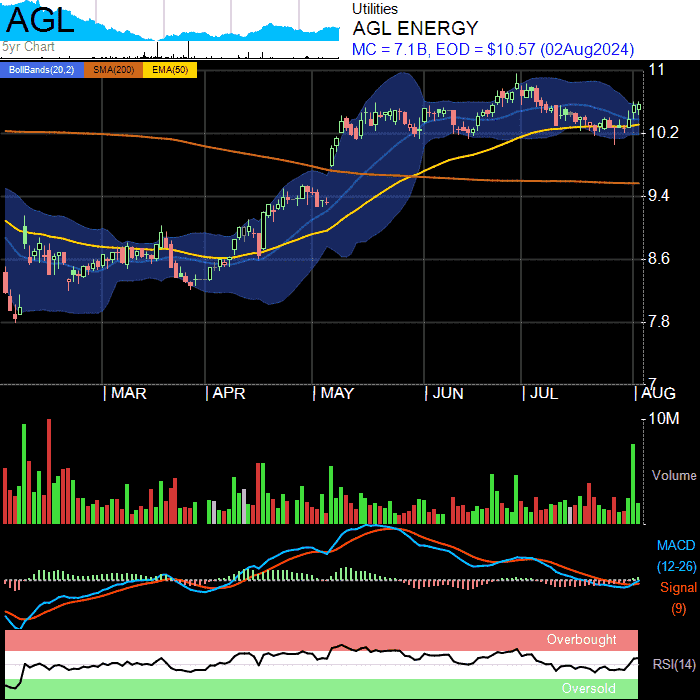 AGL
5yr Chart
Utilities
AGL ENERGY
MC = 7.1B, EOD = $10.57 (02Aug2024)
BollBands(20,2) SMA(200) EMA(50)
11
10.2
9.4
8.6
7.8
7
MAR APR MAY JUN JUL AUG
10M
Volume
MACD
(12-26)
Signal
(9)
Overbought
RSI(14)
Oversold